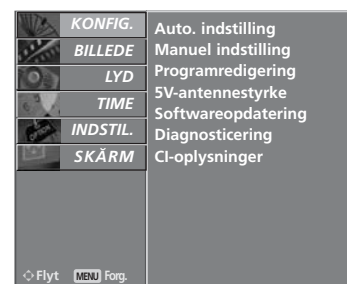 KONFIG.
BILLEDE
LYD
TIME
INDSTIL.
SKĂRM
Auto. indstilling
Manuel indstilling
Programredigering
5V-antennestyrke
Softwareopdatering
Diagnosticering
CI-oplysninger
Flyt MENU Forg.